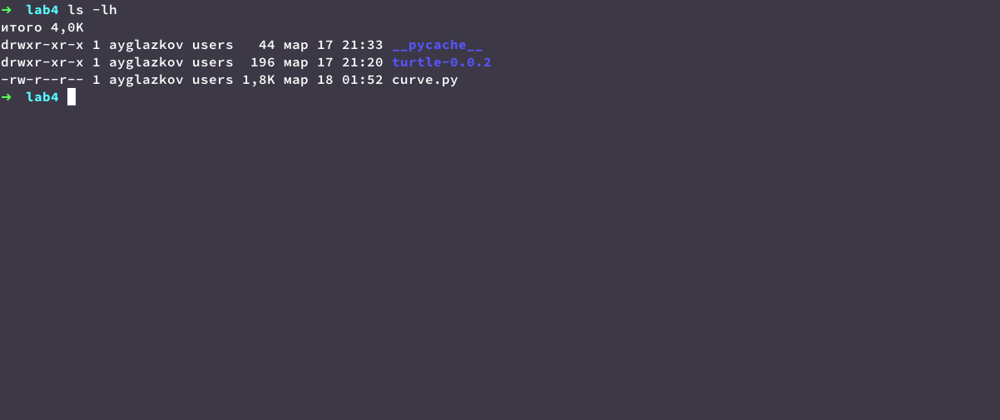 ➜  lab4 ls -lh
итого 4,0K
drwxr-xr-x 1 ayglazkov users   44 мар 17 21:33 __pycache__
drwxr-xr-x 1 ayglazkov users  196 мар 17 21:20 turtle-0.0.2
-rw-r--r-- 1 ayglazkov users 1,8K мар 18 01:52 curve.py
➜  lab4